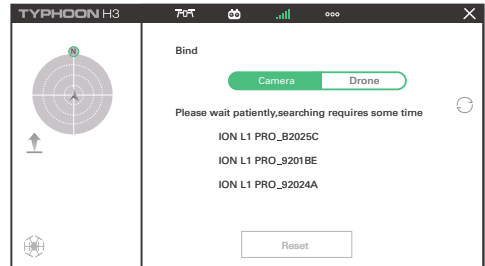 TYPHOON H3
N
Bind
Camera Drone
Please wait patiently,searching requires some time
ION L1 PRO_B2025C
ION L1 PRO_9201BE
ION L1 PRO_92024A
Reset